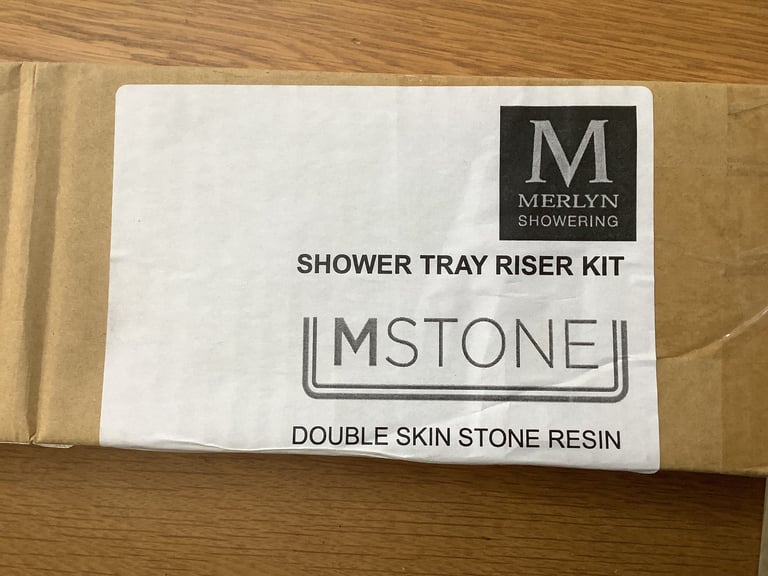 M
MERLYN
SHOWERING
SHOWER TRAY RISER KIT
MSTONE
DOUBLE SKIN STONE RESIN